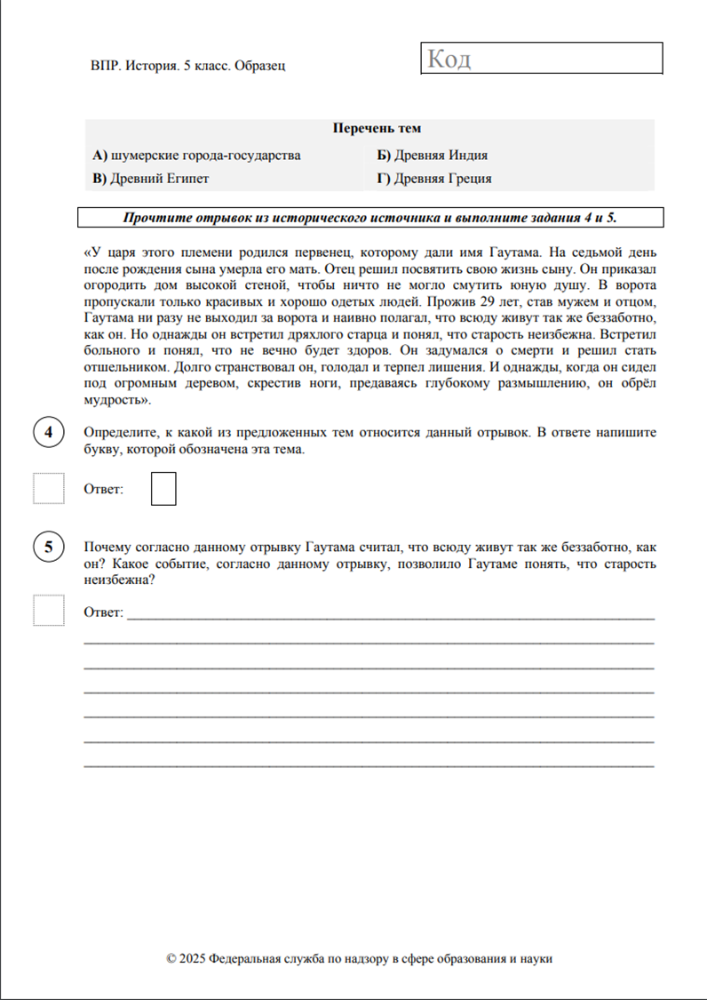 ВПР. История. 5 класс. Образец
Код
Перечень тем
А) шумерские города-государства
Б) Древняя Индия
В) Древний Египет
Г) Древняя Греция
Прочтите отрывок из исторического источника и выполните задания 4 и 5.
«У царя этого племени родился первенец, которому дали имя Гаутама. На седьмой день
после рождения сына умерла его мать. Отец решил посвятить свою жизнь сыну. Он приказал
огородить дом высокой стеной, чтобы ничто не могло смутить юную душу. В ворота
пропускали только красивых и хорошо одетых людей. Прожив 29 лет, став мужем и отцом,
Гаутама ни разу не выходил за ворота и наивно полагал, что всюду живут так же беззаботно,
как он. Но однажды он встретил дряхлого старца и понял, что старость неизбежна. Встретил
больного и понял, что не вечно будет здоров. Он задумался о смерти и решил стать
отшельником. Долго странствовал он, голодал и терпел лишения. И однажды, когда он сидел
под огромным деревом, скрестив ноги, предаваясь глубокому размышлению, он обрёл
мудрость».
4
Определите, к какой из предложенных тем относится данный отрывок. В ответе напишите
букву, которой обозначена эта тема.
Ответ:
5
Почему согласно данному отрывку Гаутама считал, что всюду живут так же беззаботно, как
он? Какое событие, согласно данному отрывку, позволило Гаутаме понять, что старость
неизбежна?
Ответ:
© 2025 Федеральная служба по надзору в сфере образования и науки